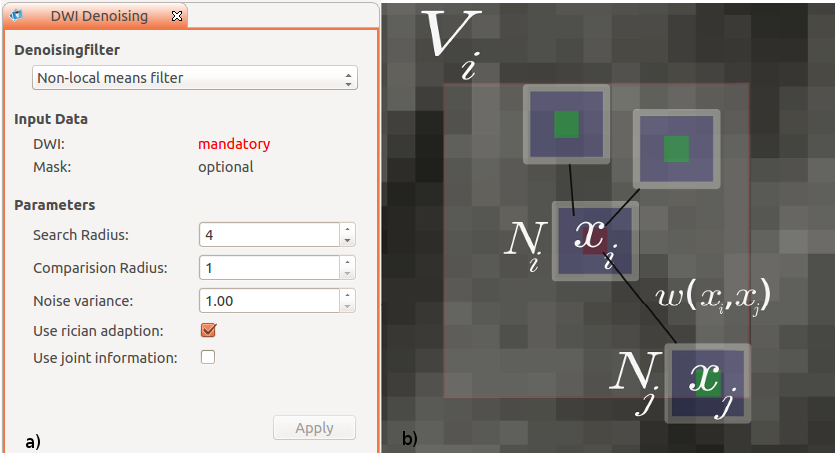 DWI Denoising
Denoisingfilter
Non-local means filter
Input Data
DWI: mandatory
Mask: optional
Parameters
Search Radius: 4
Comparision Radius: 1
Noise variance: 1.00
Use rician adaption:
Use joint information:
Apply
a)
V_i
N_i x_i
w(x_i,x_j)
N_j x_j
b)